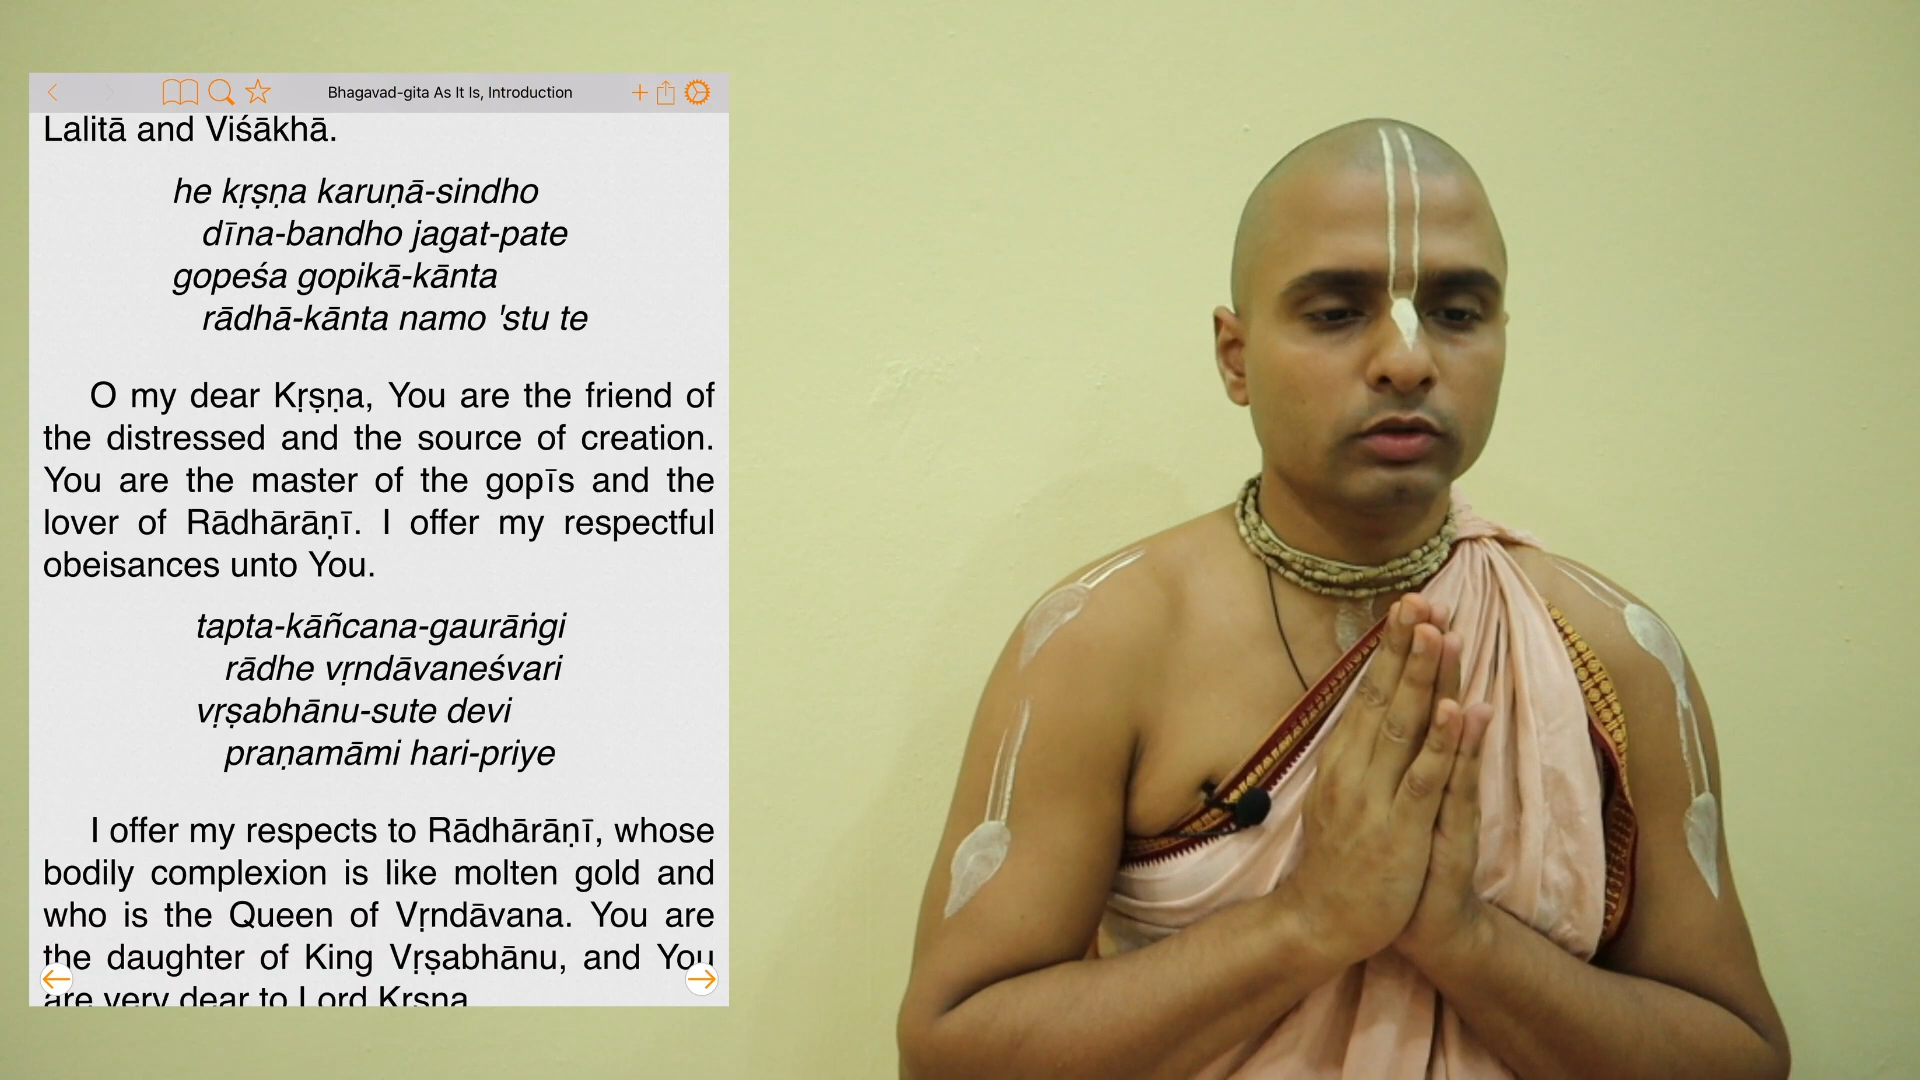 Bhagavad-gita As It Is, Introduction
Lalitā and Viśākhā.
he kṛṣṇa karuṇā-sindho
dīna-bandho jagat-pate
gopeśa gopikā-kānta
rādhā-kānta namo 'stu te
O my dear Kṛṣṇa, You are the friend of
the distressed and the source of creation.
You are the master of the gopīs and the
lover of Rādhārāṇī. I offer my respectful
obeisances unto You.
tapta-kāñcana-gaurāṅgi
rādhe vṛndāvaneśvari
vṛṣabhānu-sute devi
praṇamāmi hari-priye
I offer my respects to Rādhārāṇī, whose
bodily complexion is like molten gold and
who is the Queen of Vṛndāvana. You are
the daughter of King Vṛṣabhānu, and You
are very dear to Lord Kṛṣṇa